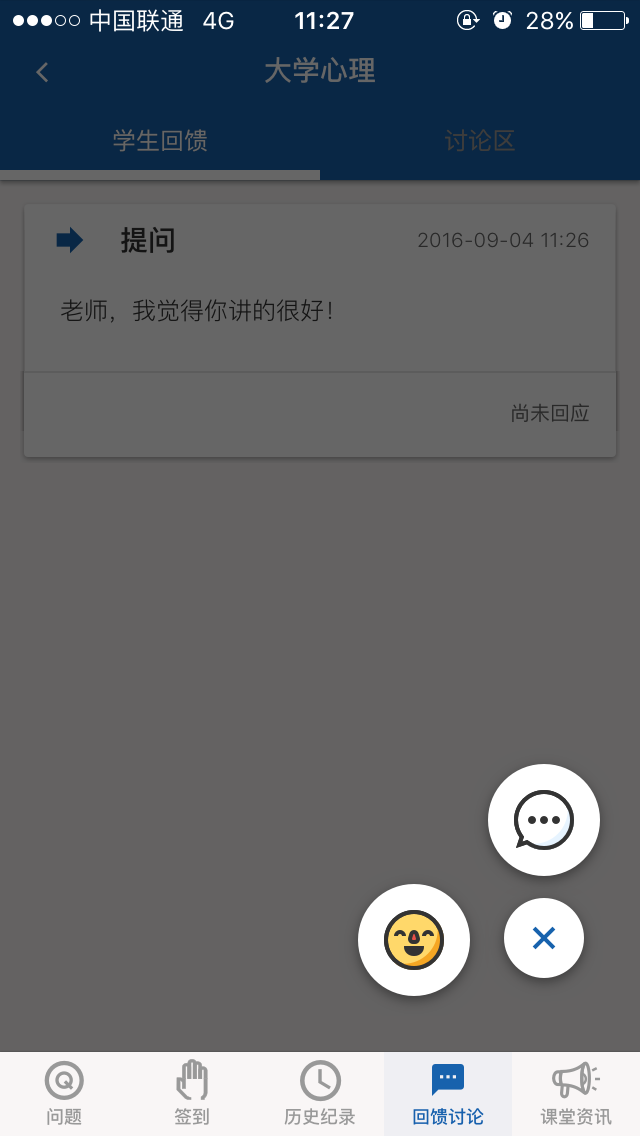 中国联通 4G 11:27 28%
大学心理
学生回馈 讨论区
提问 2016-09-04 11:26
老师，我觉得你讲的很好！
尚未回应
问题 签到 历史纪录 回馈讨论 课堂资讯